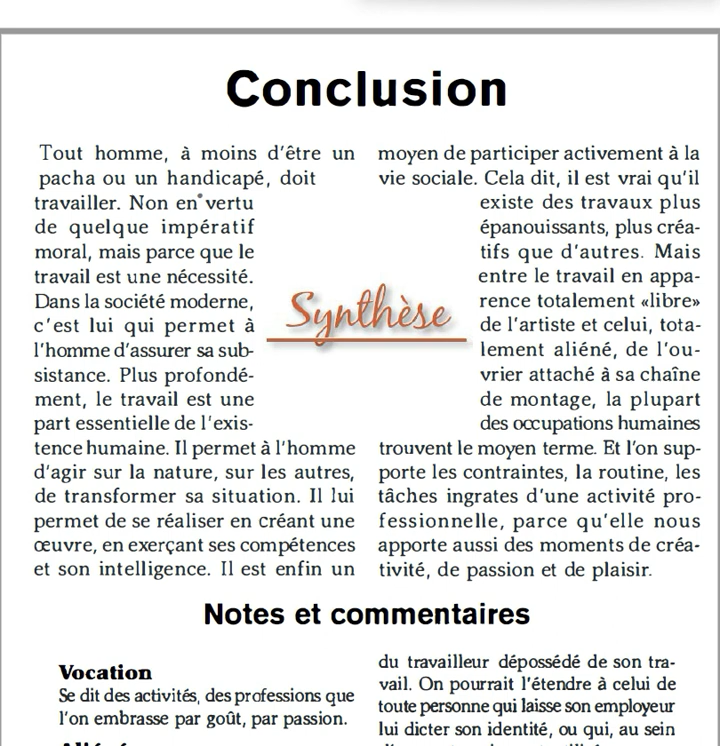 Conclusion
Tout homme, à moins d'être un
pacha ou un handicapé, doit
travailler. Non en vertu
de quelque impératif
moral, mais parce que le
travail est une nécessité.
Dans la société moderne,
c'est lui qui permet à
l'homme d'assurer sa sub-
sistance. Plus profondé-
ment, le travail est une
part essentielle de l'exis-
tence humaine. Il permet à l'homme
d'agir sur la nature, sur les autres,
de transformer sa situation. Il lui
permet de se réaliser en créant une
œuvre, en exerçant ses compétences
et son intelligence. Il est enfin un
Synthèse
moyen de participer activement à la
vie sociale. Cela dit, il est vrai qu'il
existe des travaux plus
épanouissants, plus créa-
tifs que d'autres. Mais
entre le travail en appa-
rence totalement «libre»
de l'artiste et celui, tota-
lement aliéné, de l'ou-
vrier attaché à sa chaîne
de montage, la plupart
des occupations humaines
trouvent le moyen terme. Et l'on sup-
porte les contraintes, la routine, les
tâches ingrates d'une activité pro-
fessionnelle, parce qu'elle nous
apporte aussi des moments de créa-
tivité, de passion et de plaisir.
Notes et commentaires
Vocation
Se dit des activités, des professions que
l'on embrasse par goût, par passion.
du travailleur dépossédé de son tra-
vail. On pourrait l'étendre à celui de
toute personne qui laisse son employeur
lui dicter son identité, ou qui, au sein